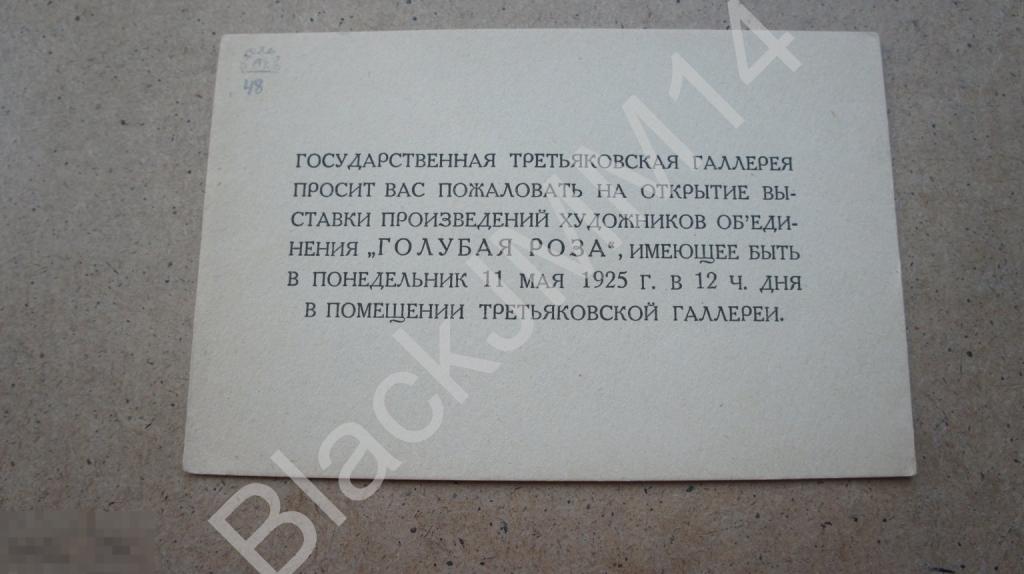 48
ГОСУДАРСТВЕННАЯ ТРЕТЬЯКОВСКАЯ ГАЛЛЕРЕЯ
ПРОСИТ ВАС ПОЖАЛОВАТЬ НА ОТКРЫТИЕ ВЫ-
СТАВКИ ПРОИЗВЕДЕНИЙ ХУДОЖНИКОВ ОБ'ЕДИ-
НЕНИЯ „ГОЛУБАЯ РОЗА“, ИМЕЮЩЕЕ БЫТЬ
В ПОНЕДЕЛЬНИК 11 МАЯ 1925 Г. В 12 Ч. ДНЯ
В ПОМЕЩЕНИИ ТРЕТЬЯКОВСКОЙ ГАЛЛЕРЕИ.
BlackJMM14